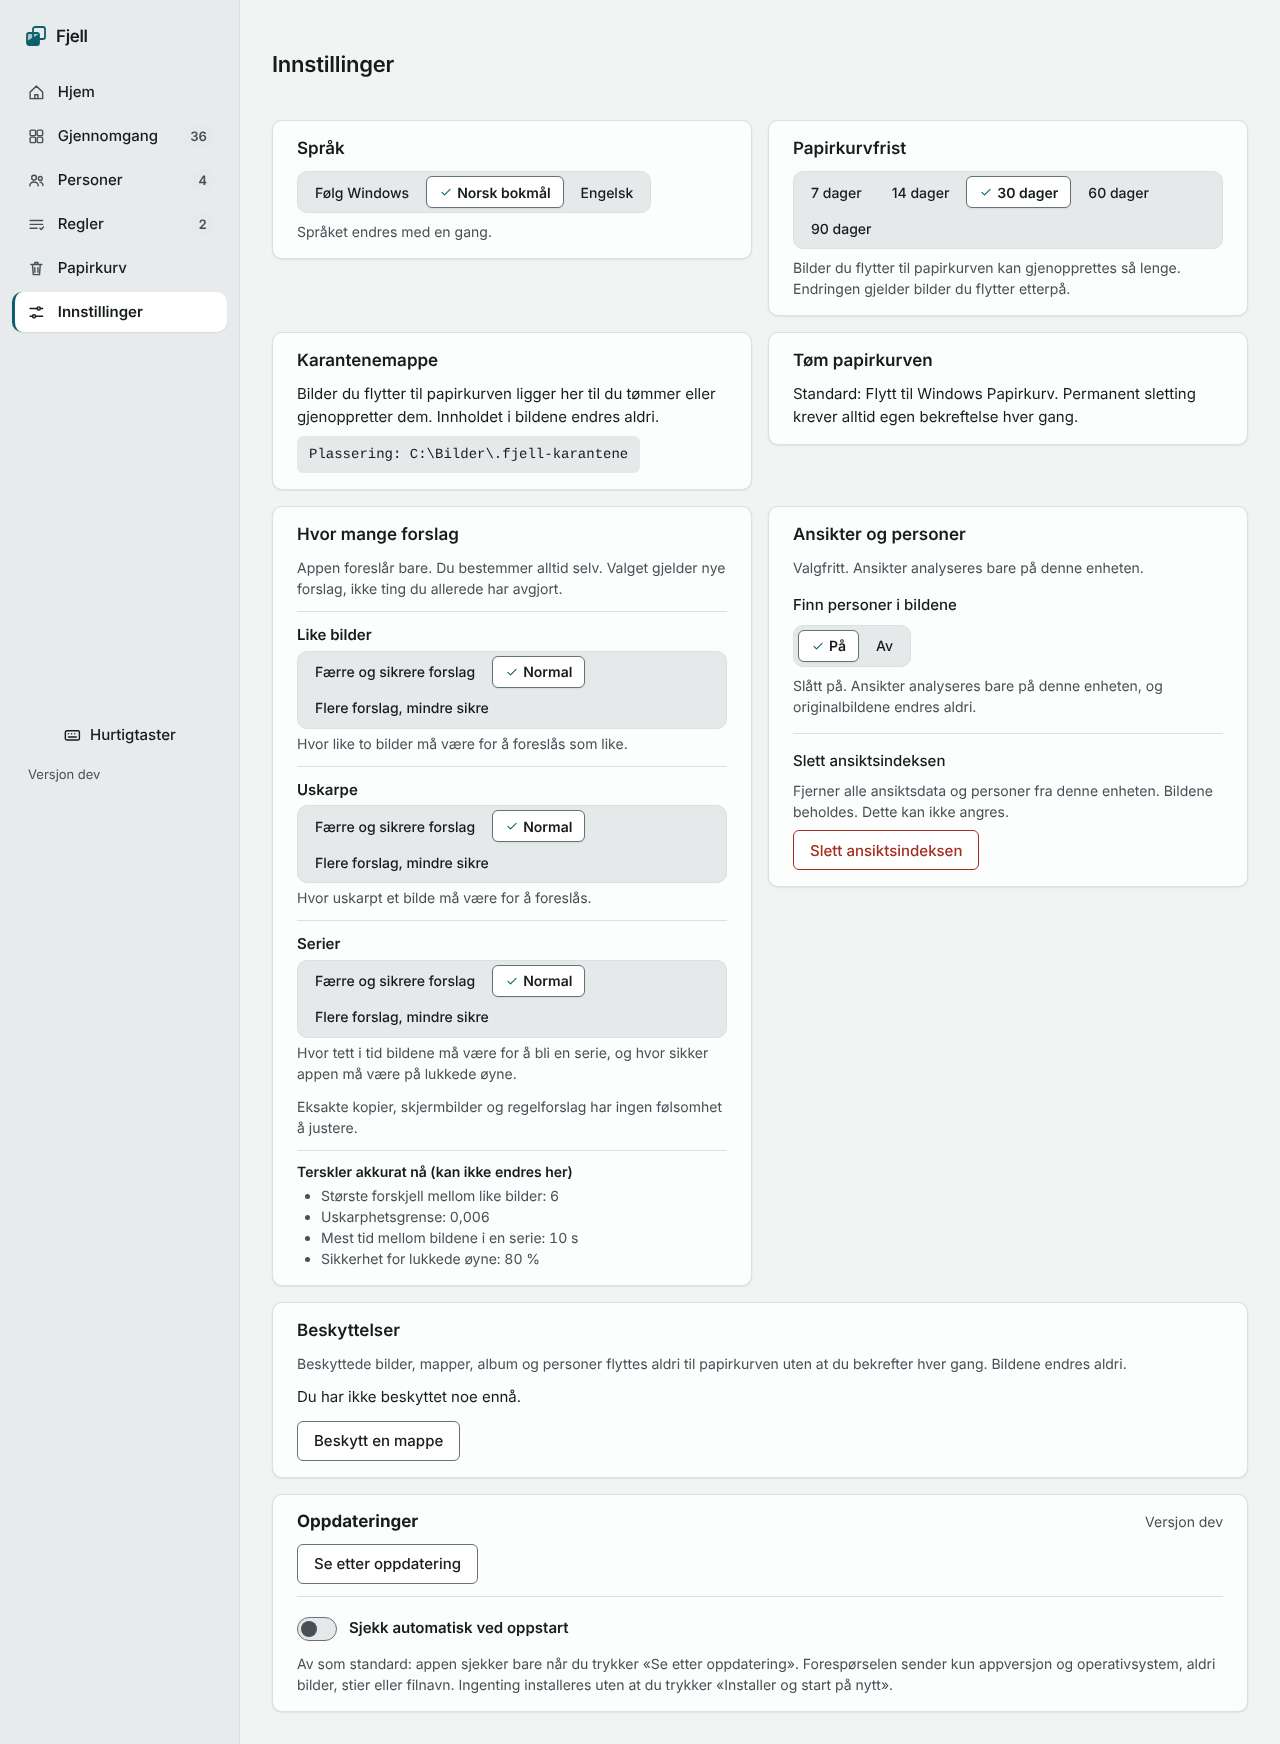 Fjell
Hjem
Gjennomgang 36
Personer 4
Regler 2
Papirkurv
Innstillinger
Hurtigtaster
Versjon dev
Innstillinger
Språk
Følg Windows Norsk bokmål Engelsk
Språket endres med en gang.
Papirkurvfrist
7 dager 14 dager 30 dager 60 dager
90 dager
Bilder du flytter til papirkurven kan gjenopprettes så lenge.
Endringen gjelder bilder du flytter etterpå.
Karantenemappe
Bilder du flytter til papirkurven ligger her til du tømmer eller
gjenoppretter dem. Innholdet i bildene endres aldri.
Plassering: C:\Bilder\.fjell-karantene
Tøm papirkurven
Standard: Flytt til Windows Papirkurv. Permanent sletting
krever alltid egen bekreftelse hver gang.
Hvor mange forslag
Appen foreslår bare. Du bestemmer alltid selv. Valget gjelder nye
forslag, ikke ting du allerede har avgjort.
Like bilder
Færre og sikrere forslag Normal
Flere forslag, mindre sikre
Hvor like to bilder må være for å foreslås som like.
Uskarpe
Færre og sikrere forslag Normal
Flere forslag, mindre sikre
Hvor uskarpt et bilde må være for å foreslås.
Serier
Færre og sikrere forslag Normal
Flere forslag, mindre sikre
Hvor tett i tid bildene må være for å bli en serie, og hvor sikker
appen må være på lukkede øyne.
Eksakte kopier, skjermbilder og regelforslag har ingen følsomhet
å justere.
Terskler akkurat nå (kan ikke endres her)
Største forskjell mellom like bilder: 6
Uskarphetsgrense: 0,006
Mest tid mellom bildene i en serie: 10 s
Sikkerhet for lukkede øyne: 80 %
Ansikter og personer
Valgfritt. Ansikter analyseres bare på denne enheten.
Finn personer i bildene
På Av
Slått på. Ansikter analyseres bare på denne enheten, og
originalbildene endres aldri.
Slett ansiktsindeksen
Fjerner alle ansiktsdata og personer fra denne enheten. Bildene
beholdes. Dette kan ikke angres.
Slett ansiktsindeksen
Beskyttelser
Beskyttede bilder, mapper, album og personer flyttes aldri til papirkurven uten at du bekrefter hver gang. Bildene endres aldri.
Du har ikke beskyttet noe ennå.
Beskytt en mappe
Oppdateringer Versjon dev
Se etter oppdatering
Sjekk automatisk ved oppstart
Av som standard: appen sjekker bare når du trykker «Se etter oppdatering». Forespørselen sender kun appversjon og operativsystem, aldri
bilder, stier eller filnavn. Ingenting installeres uten at du trykker «Installer og start på nytt».